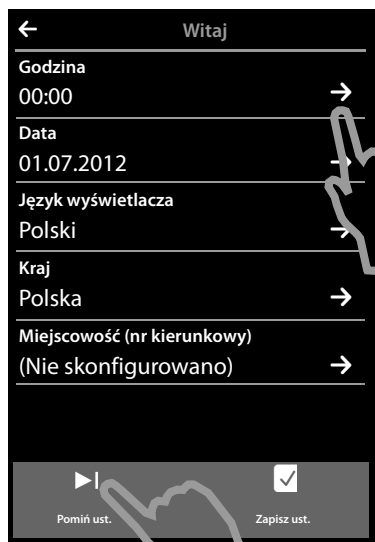 Witaj
Godzina
00:00
Data
01.07.2012
Język wyświetlacza
Polski
Kraj
Polska
Miejscowość (nr kierunkowy)
(Nie skonfigurowano)
Pomiń ust.
Zapisz ust.